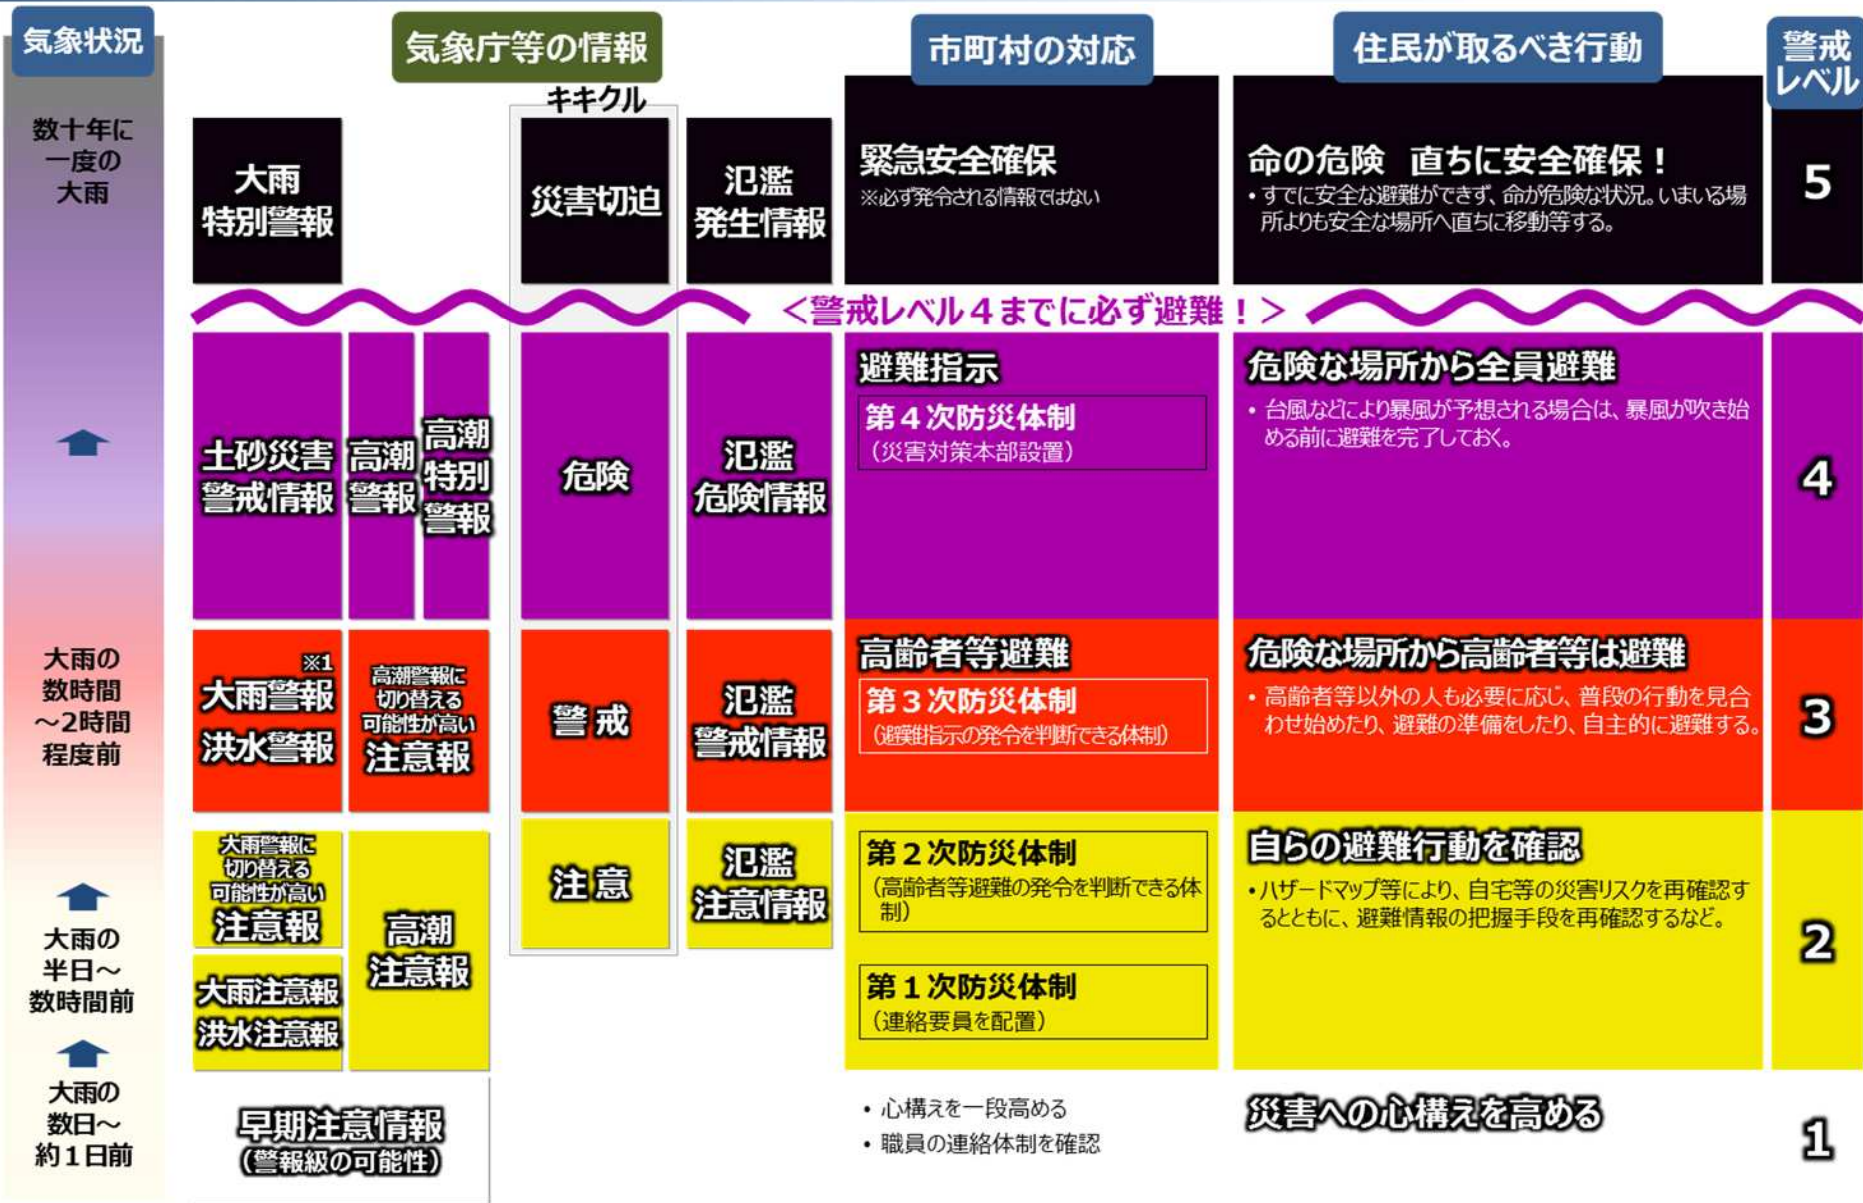 気象状況
気象庁等の情報
市町村の対応
住民が取るべき行動
警戒
レベル
キキクル
数十年に
一度の
大雨
大雨
特別警報
災害切迫
氾濫
発生情報
緊急安全確保
※必ず発令される情報ではない
命の危険 直ちに安全確保！
・すでに安全な避難ができず、命が危険な状況。いまいる場
所よりも安全な場所へ直ちに移動等する。
5
＜警戒レベル４までに必ず避難！＞
土砂災害
警戒情報
高潮
警報
高潮
特別
警報
危険
氾濫
危険情報
避難指示
第４次防災体制
（災害対策本部設置）
危険な場所から全員避難
・台風などにより暴風が予想される場合は、暴風が吹き始
める前に避難を完了しておく。
4
大雨の
数時間
～2時間
程度前
※1
大雨警報
洪水警報
高潮警報に
切り替える
可能性が高い
注意報
警戒
氾濫
警戒情報
高齢者等避難
第３次防災体制
（避難指示の発令を判断できる体制）
危険な場所から高齢者等は避難
・高齢者等以外の人も必要に応じ、普段の行動を見合
わせ始めたり、避難の準備をしたり、自主的に避難する。
3
大雨の
半日～
数時間前
大雨警報に
切り替える
可能性が高い
注意報
大雨注意報
洪水注意報
高潮
注意報
注意
氾濫
注意情報
第２次防災体制
（高齢者等避難の発令を判断できる体
制）
第１次防災体制
（連絡要員を配置）
自らの避難行動を確認
・ハザードマップ等により、自宅等の災害リスクを再確認す
るとともに、避難情報の把握手段を再確認するなど。
2
大雨の
数日～
約１日前
早期注意情報
（警報級の可能性）
・心構えを一段高める
・職員の連絡体制を確認
災害への心構えを高める
1